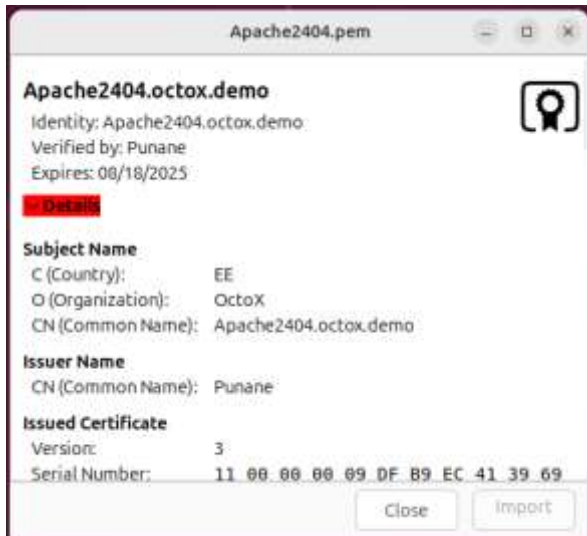 Apache2404.pem
Apache2404.octox.demo
Identity: Apache2404.octox.demo
Verified by: Punane
Expires: 08/18/2025
Details
Subject Name
C (Country): EE
O (Organization): OctoX
CN (Common Name): Apache2404.octox.demo
Issuer Name
CN (Common Name): Punane
Issued Certificate
Version: 3
Serial Number: 11 00 00 00 09 DF B9 EC 41 39 69
Close Import